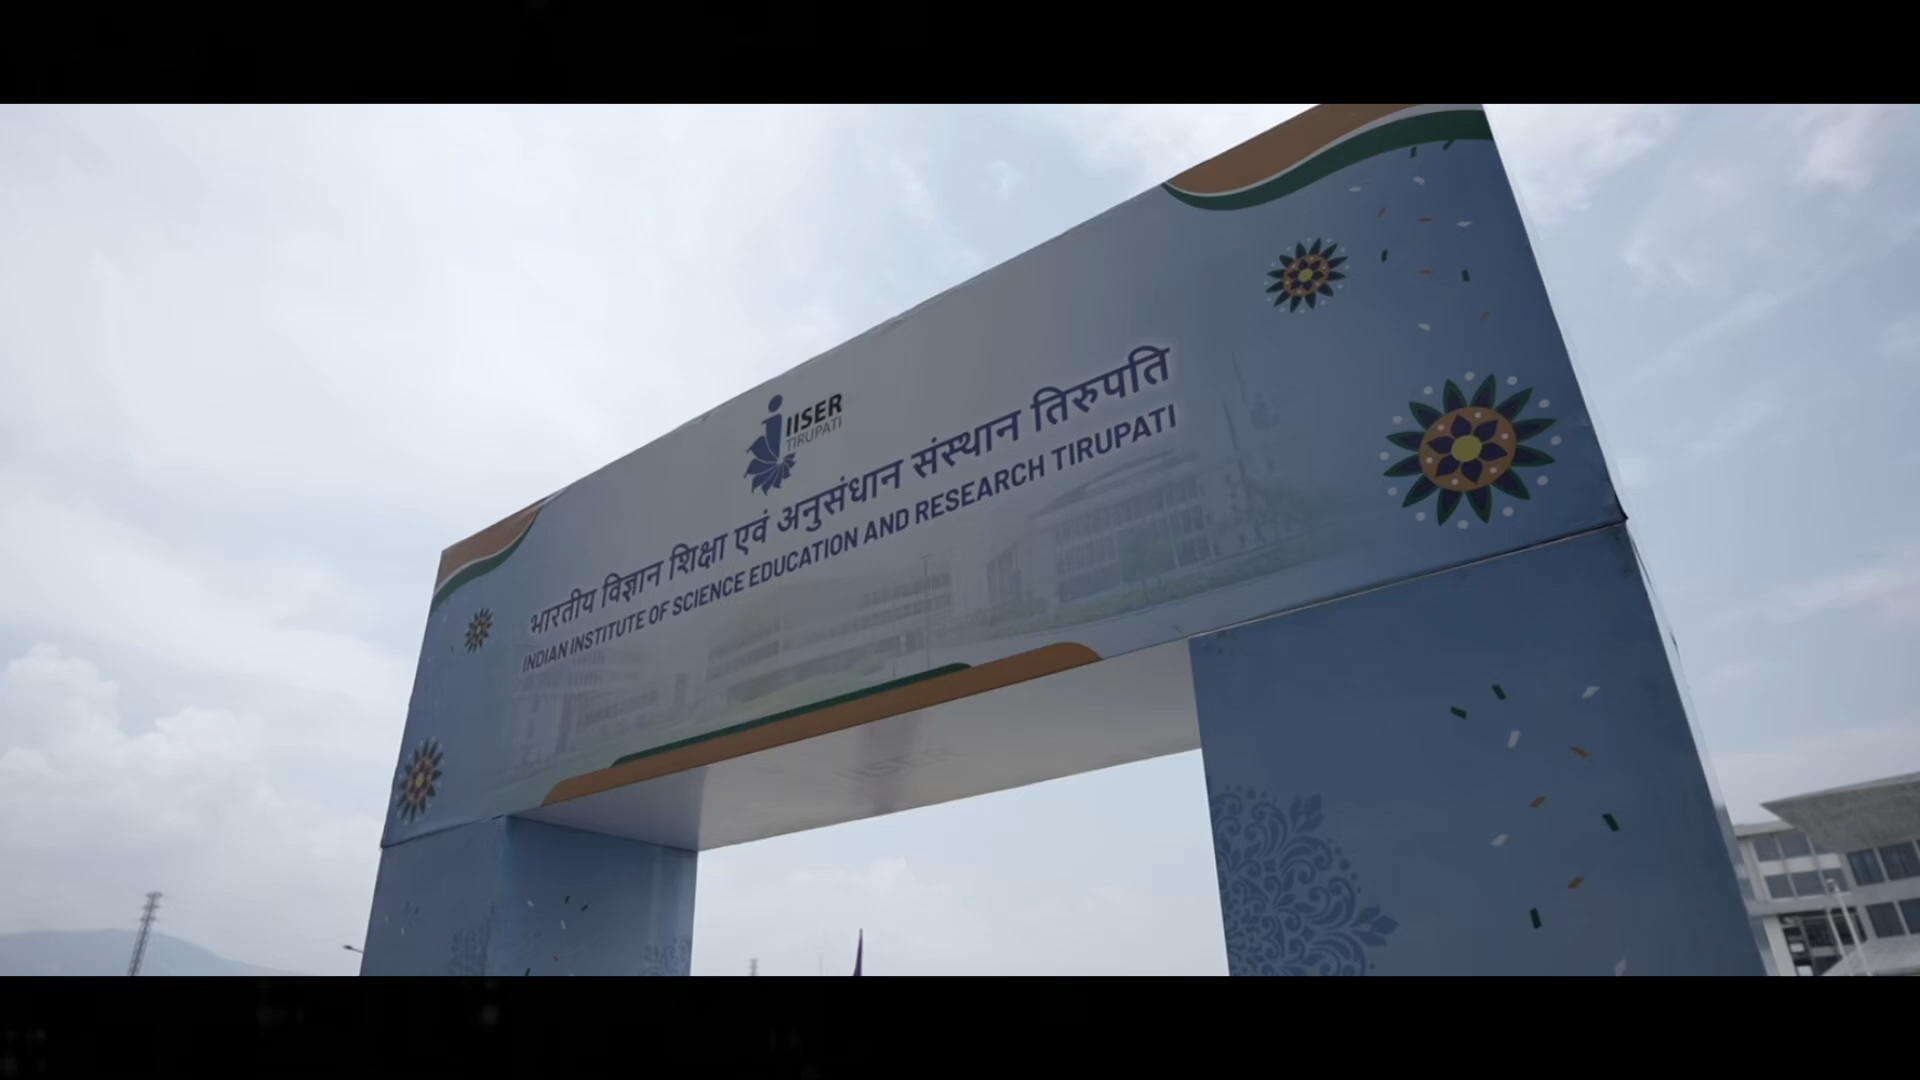 IISER
TIRUPATI
भारतीय विज्ञान शिक्षा एवं अनुसंधान संस्थान तिरुपति
INDIAN INSTITUTE OF SCIENCE EDUCATION AND RESEARCH TIRUPATI